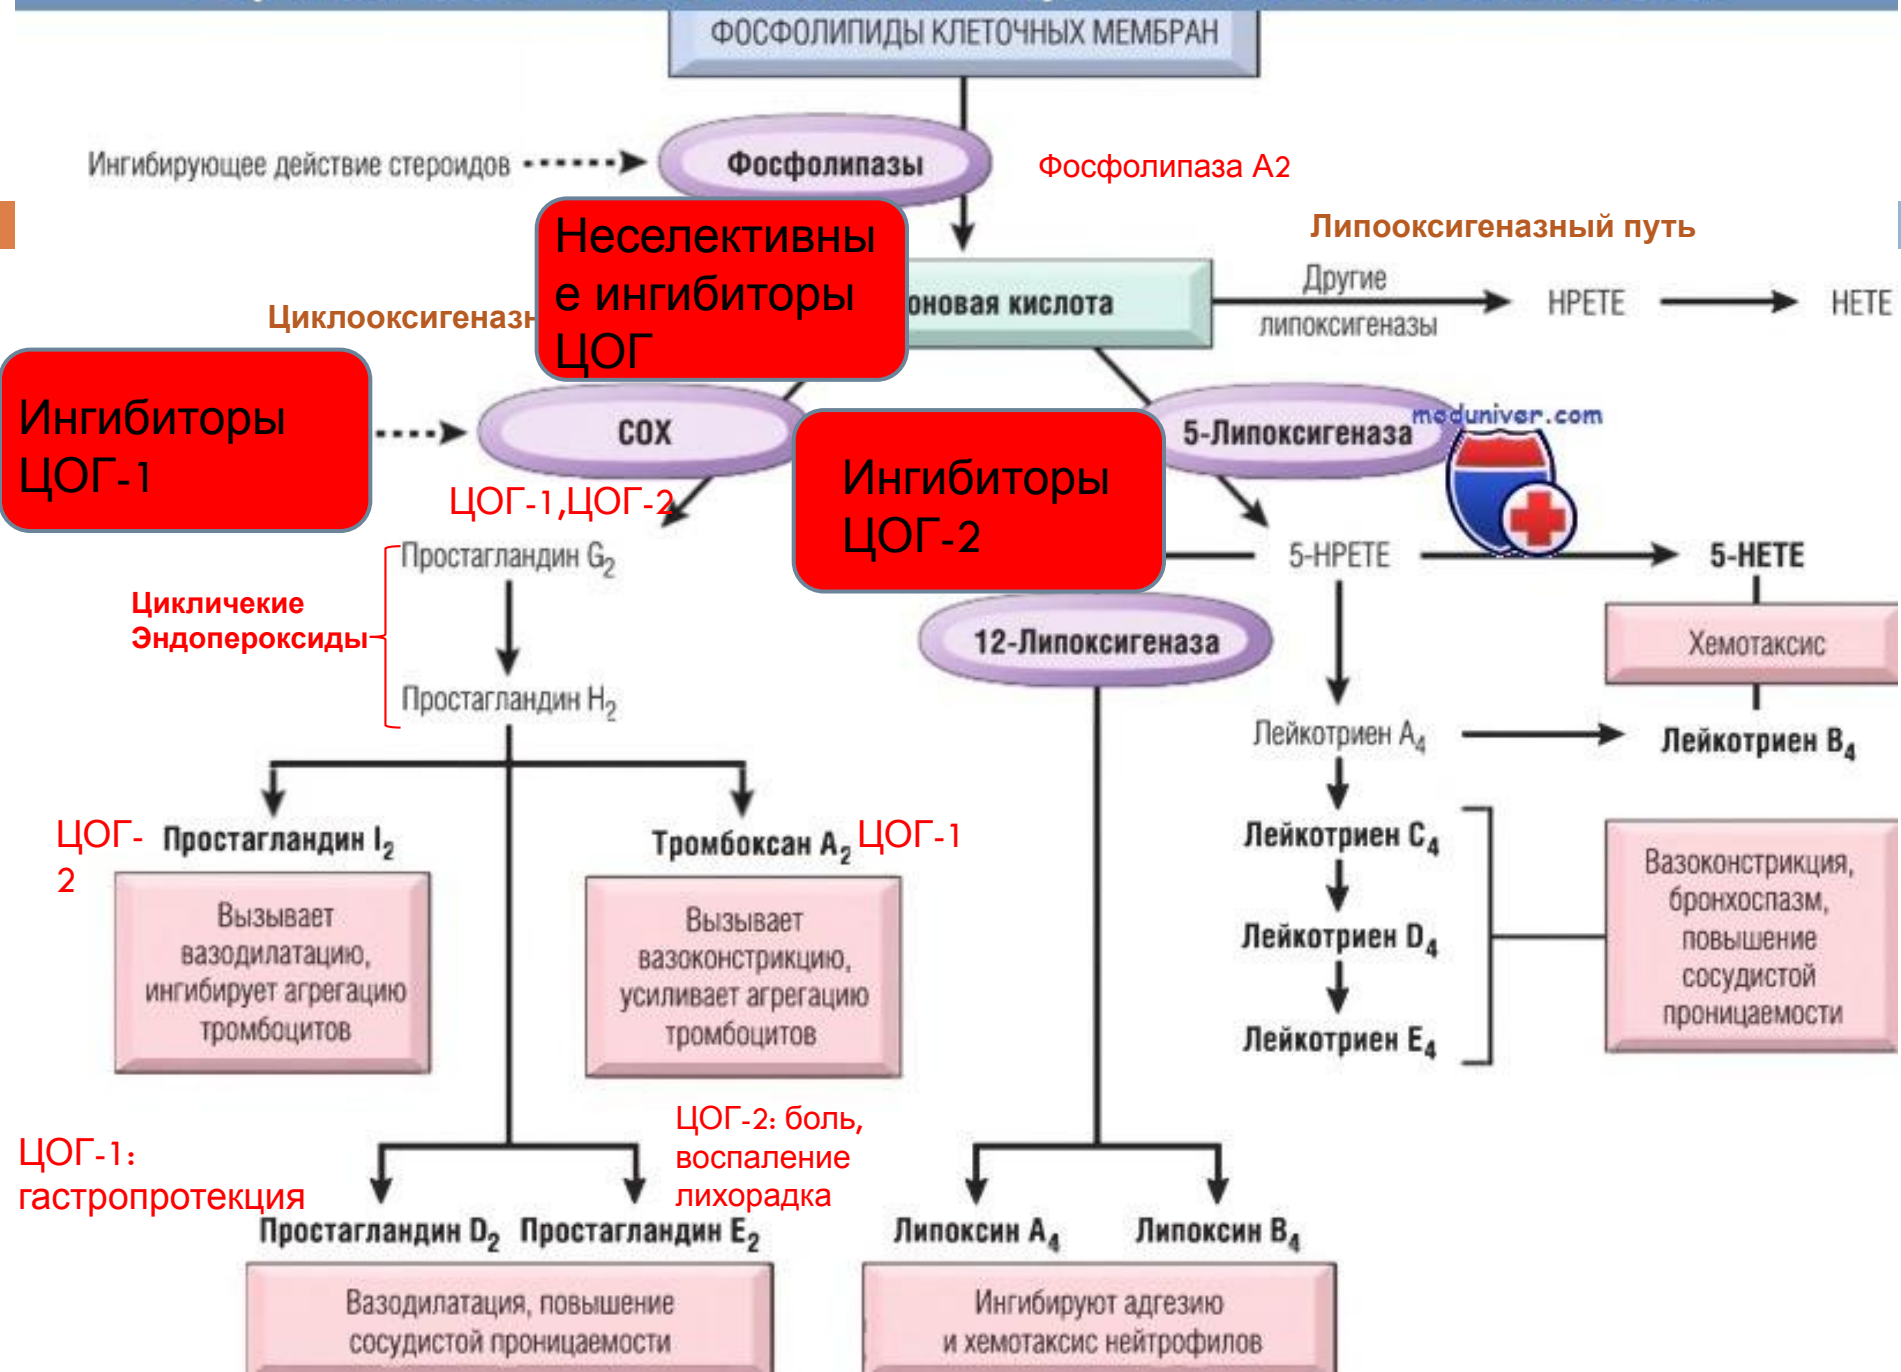 ФОСФОЛИПИДЫ КЛЕТОЧНЫХ МЕМБРАН
Ингибирующее действие стероидов
Фосфолипазы
Фосфолипаза А2
Неселективны
е ингибиторы
ЦОГ
Липооксигеназный путь
оновая кислота
Другие
липоксигеназы
HPETE
HETE
Циклооксигеназн
Ингибиторы
ЦОГ-1
COX
ЦОГ-1,ЦОГ-2
Ингибиторы
ЦОГ-2
5-Липоксигеназа
meduniver.com
Простагландин G2
5-HPETE
5-HETE
Цикличекие
Эндопероксиды
12-Липоксигеназа
Хемотаксис
Простагландин H2
Лейкотриен A4
Лейкотриен B4
ЦОГ-
2
Простагландин I2
Тромбоксан A2
ЦОГ-1
Лейкотриен C4
Вызывает
вазодилатацию,
ингибирует агрегацию
тромбоцитов
Вызывает
вазоконстрикцию,
усиливает агрегацию
тромбоцитов
Лейкотриен D4
Лейкотриен E4
Вазоконстрикция,
бронхоспазм,
повышение
сосудистой
проницаемости
ЦОГ-1:
гастропротекция
ЦОГ-2: боль,
воспаление
лихорадка
Простагландин D2
Простагландин E2
Липоксин A4
Липоксин B4
Вазодилатация, повышение
сосудистой проницаемости
Ингибируют адгезию
и хемотаксис нейтрофилов